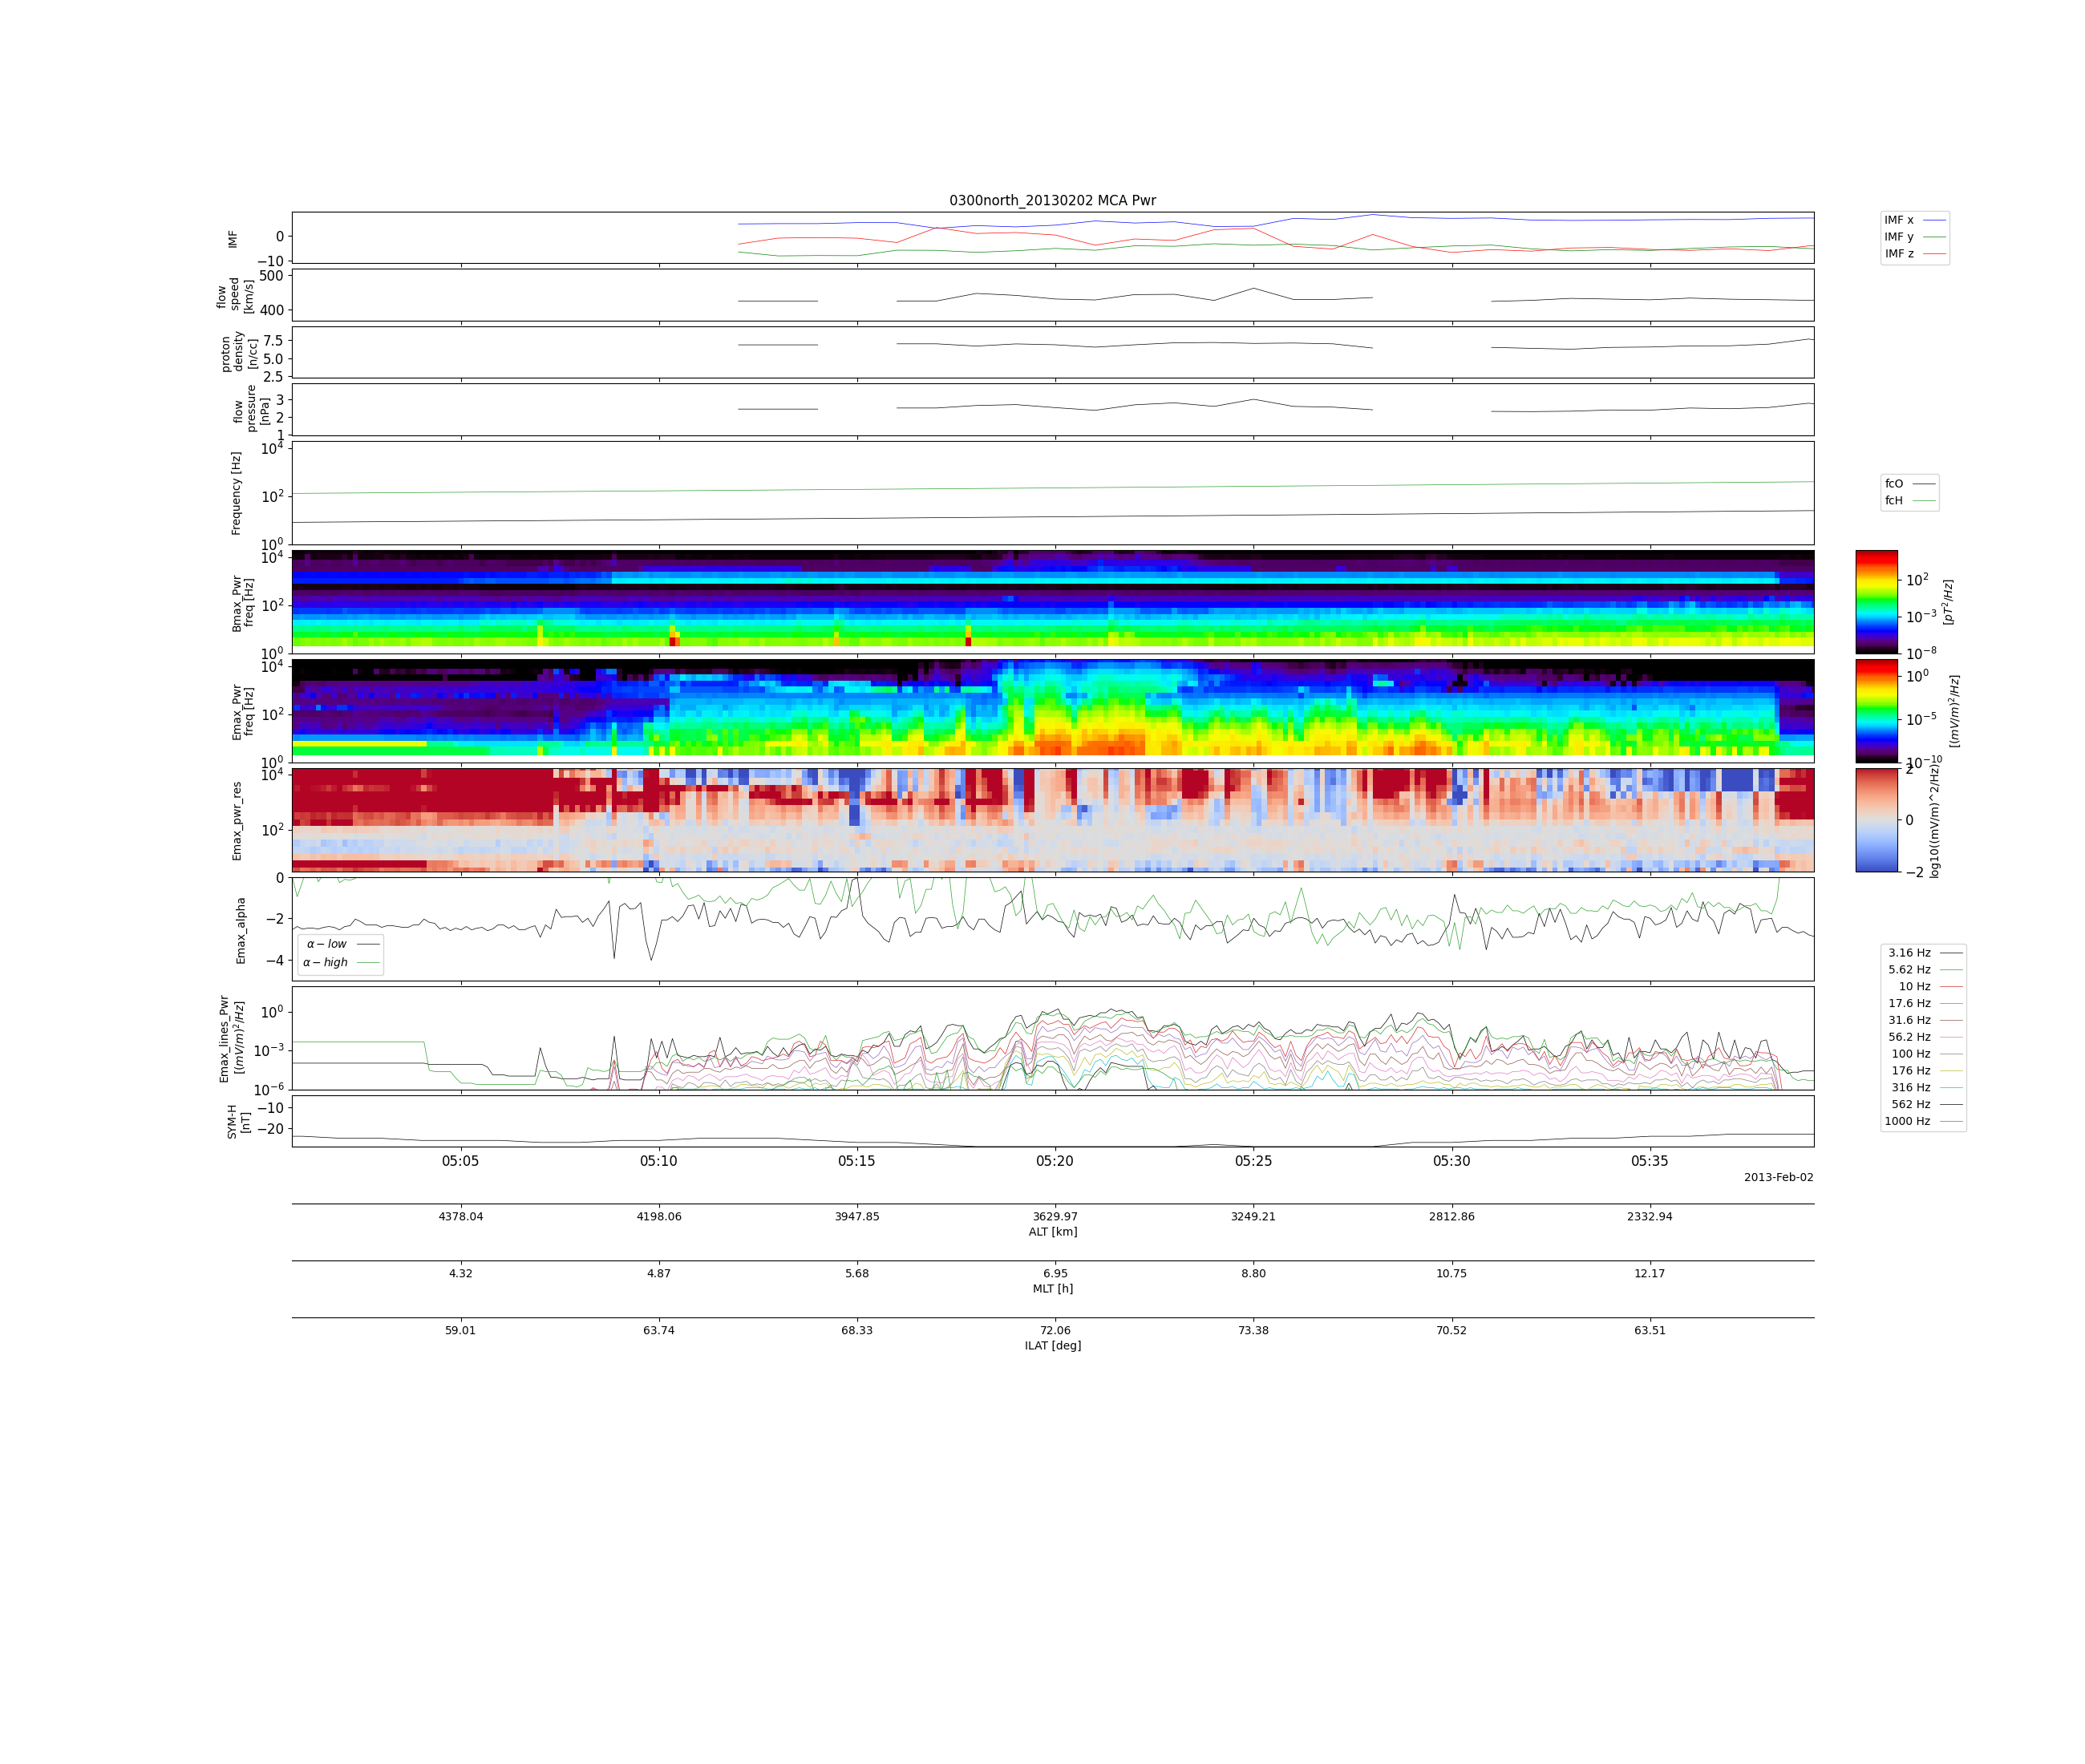 0300north_20130202 MCA Pwr
IMF
0
−10
IMF x
IMF y
IMF z
flow
speed
[km/s]
500
400
proton
density
[n/cc]
7.5
5.0
2.5
flow
pressure
[nPa]
3
2
1
Frequency [Hz]
10^4
10^2
10^0
fcO
fcH
Bmax_Pwr
freq [Hz]
10^4
10^2
10^0
10^2
10^−3
10^−8
[pT^2/Hz]
Emax_Pwr
freq [Hz]
10^4
10^2
10^0
10^0
10^−5
10^−10
[(mV/m)^2/Hz]
Emax_pwr_res
10^4
10^2
2
0
−2
log10((mV/m)^2/Hz)
Emax_alpha
0
−2
−4
α − low
α − high
Emax_lines_Pwr
[(mV/m)^2/Hz]
10^0
10^−3
10^−6
3.16 Hz
5.62 Hz
10 Hz
17.6 Hz
31.6 Hz
56.2 Hz
100 Hz
176 Hz
316 Hz
562 Hz
1000 Hz
SYM-H
[nT]
−10
−20
05:05 05:10 05:15 05:20 05:25 05:30 05:35
2013-Feb-02
4378.04 4198.06 3947.85 3629.97 3249.21 2812.86 2332.94
ALT [km]
4.32 4.87 5.68 6.95 8.80 10.75 12.17
MLT [h]
59.01 63.74 68.33 72.06 73.38 70.52 63.51
ILAT [deg]